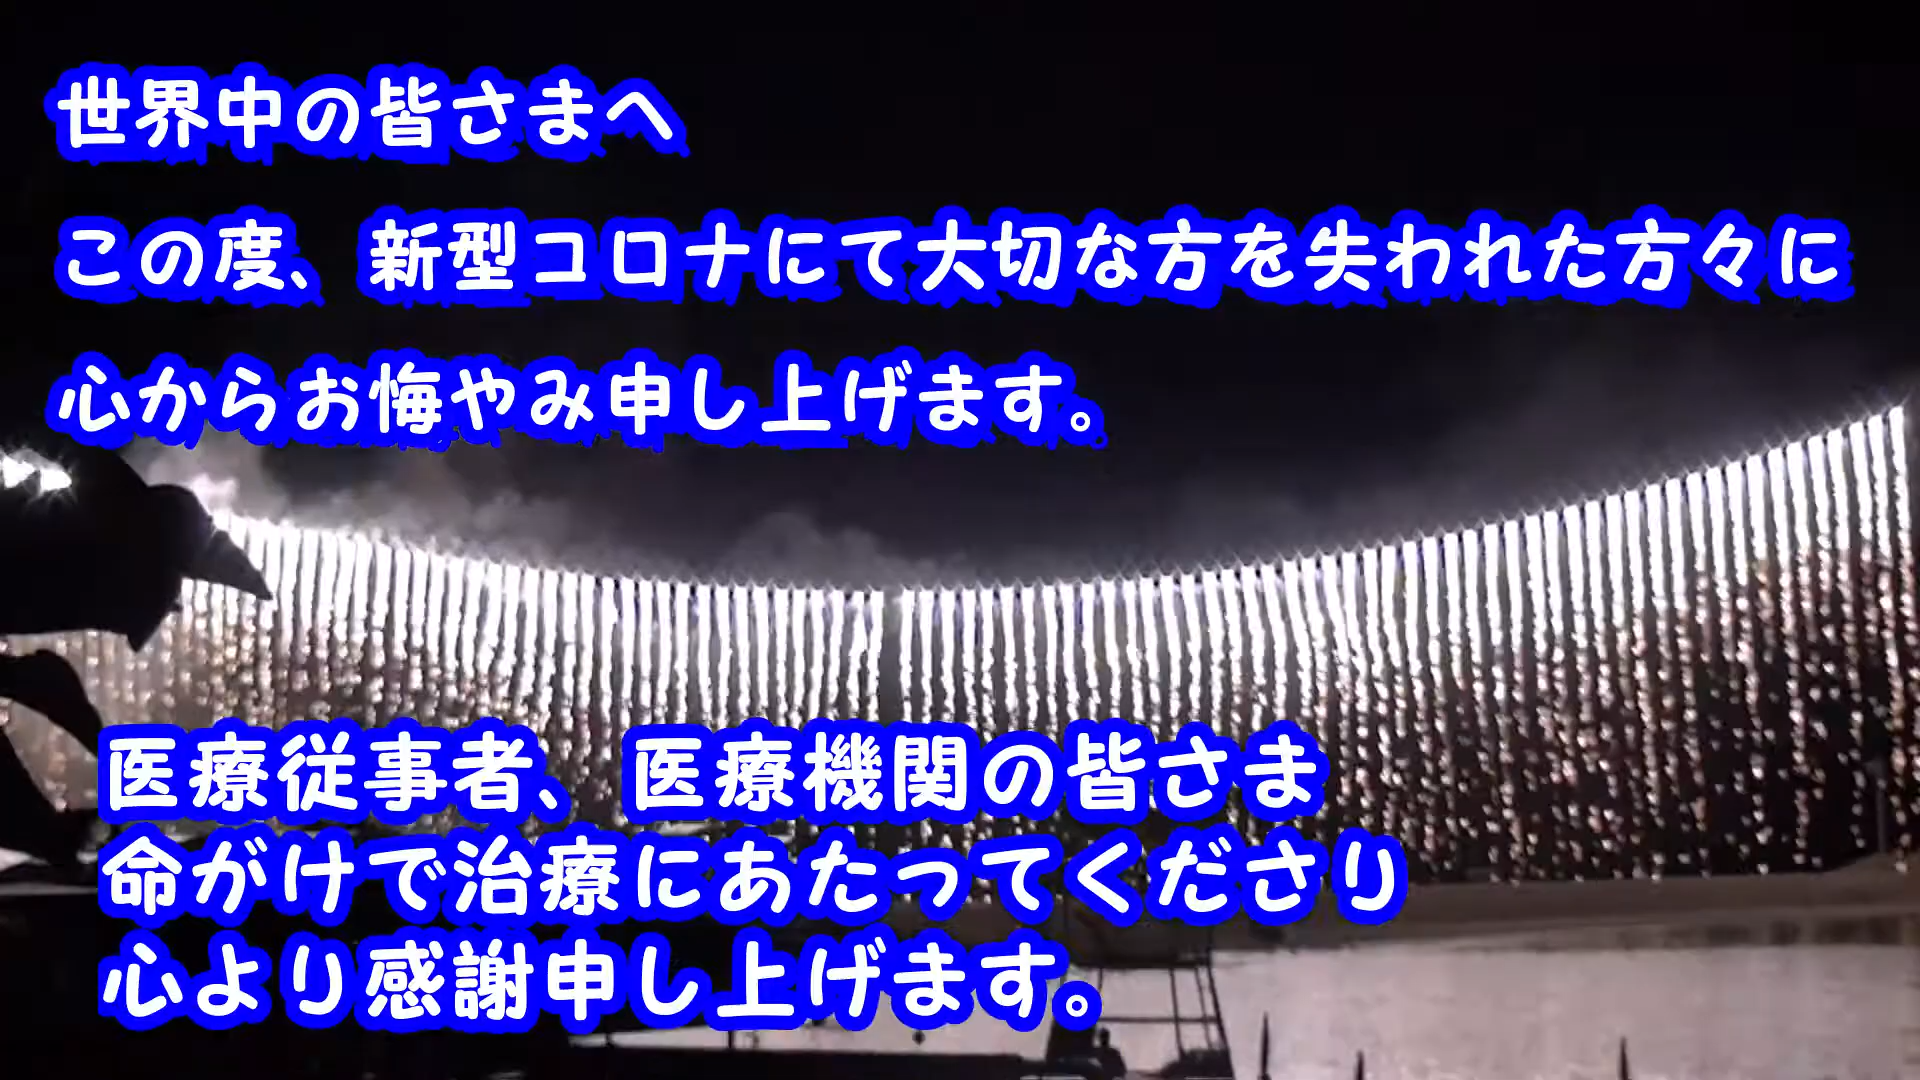 世界中の皆さまへ
この度、新型コロナにて大切な方を失われた方々に
心からお悔やみ申し上げます。
医療従事者、医療機関の皆さま
命がけで治療にあたってくださり
心より感謝申し上げます。